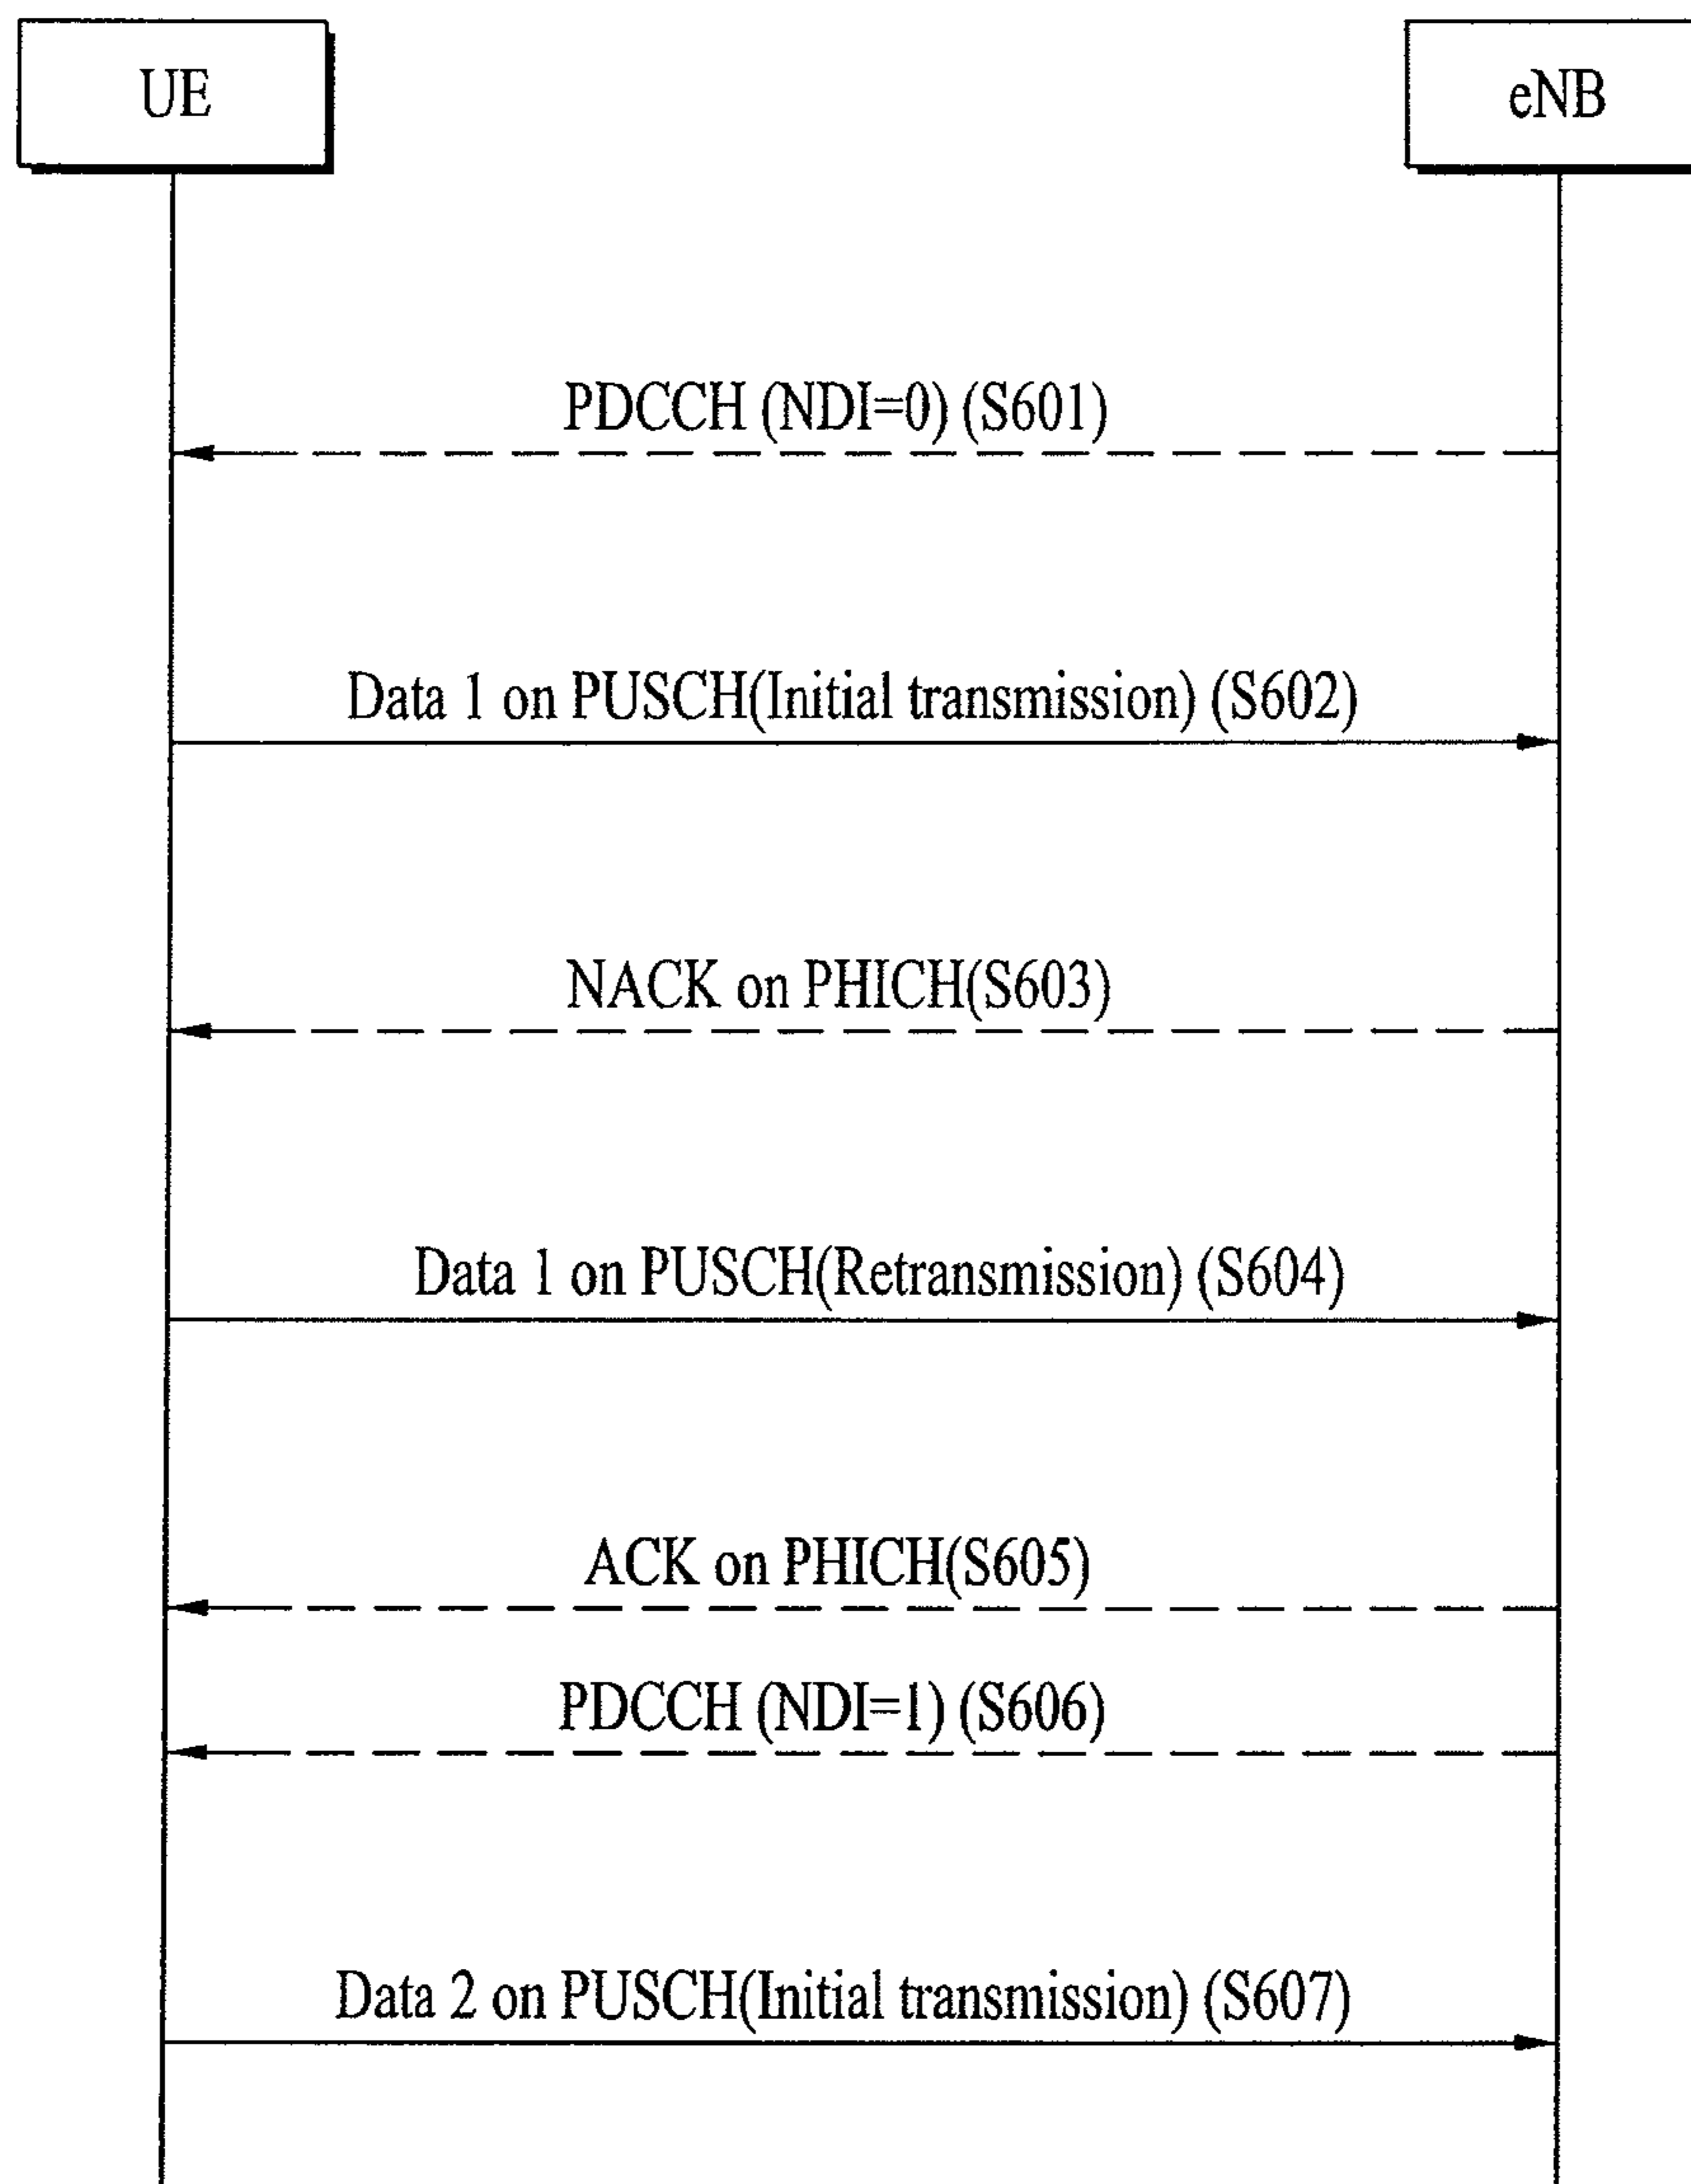 UE
eNB
PDCCH (NDI=0) (S601)
Data 1 on PUSCH(Initial transmission) (S602)
NACK on PHICH(S603)
Data 1 on PUSCH(Retransmission) (S604)
ACK on PHICH(S605)
PDCCH (NDI=1) (S606)
Data 2 on PUSCH(Initial transmission) (S607)